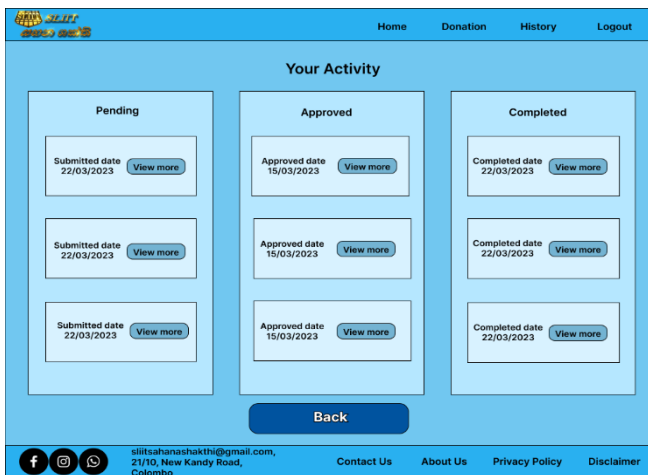 SLIIT
Home Donation History Logout
Your Activity
Pending
Submitted date
22/03/2023
View more
Submitted date
22/03/2023
View more
Submitted date
22/03/2023
View more
Approved
Approved date
15/03/2023
View more
Approved date
15/03/2023
View more
Approved date
15/03/2023
View more
Completed
Completed date
22/03/2023
View more
Completed date
22/03/2023
View more
Completed date
22/03/2023
View more
Back
sliitsahanashakthi@gmail.com,
21/10, New Kandy Road,
Colombo
Contact Us About Us Privacy Policy Disclaimer